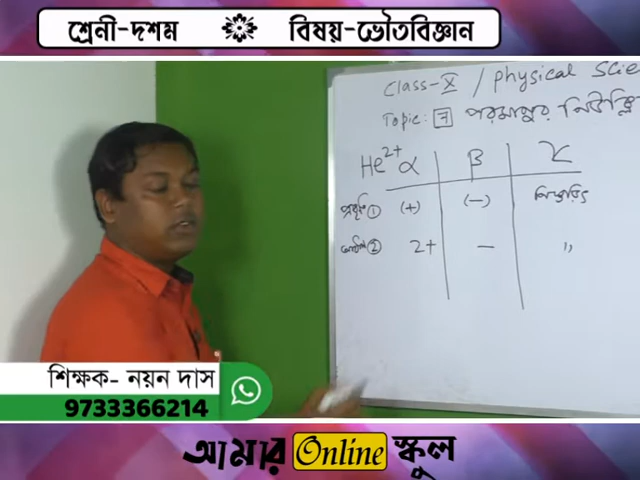 শ্রেনী-দশম ❋ বিষয়-ভৌতবিজ্ঞান
Class-X / Physical Scie
Topic: 7 পরমাণুর নিউক্লি
He²⁺ α β γ
① (+) (-) নিস্তড়িৎ
② 2+ - "
শিক্ষক- নয়ন দাস
9733366214
আমার Online স্কুল